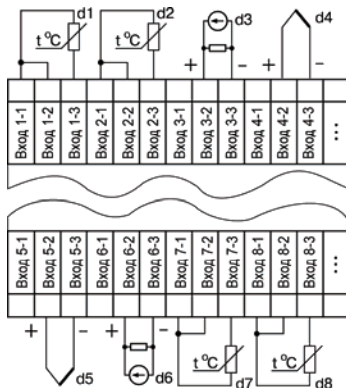 d1 d2 d3 d4
t °C t °C
+ - + -
Вход 1-1 Вход 1-2 Вход 1-3 Вход 2-1 Вход 2-2 Вход 2-3 Вход 3-1 Вход 3-2 Вход 3-3 Вход 4-1 Вход 4-2 Вход 4-3 ...
Вход 5-1 Вход 5-2 Вход 5-3 Вход 6-1 Вход 6-2 Вход 6-3 Вход 7-1 Вход 7-2 Вход 7-3 Вход 8-1 Вход 8-2 Вход 8-3 ...
+ - + -
t °C t °C
d5 d6 d7 d8